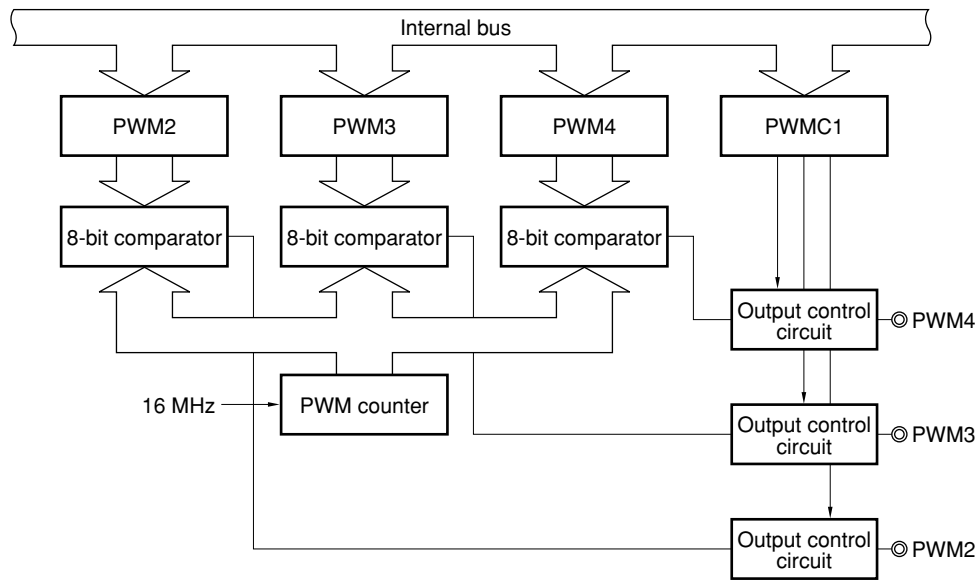 Internal bus
PWM2
PWM3
PWM4
PWMC1
8-bit comparator
8-bit comparator
8-bit comparator
Output control
circuit
PWM4
16 MHz
PWM counter
Output control
circuit
PWM3
Output control
circuit
PWM2